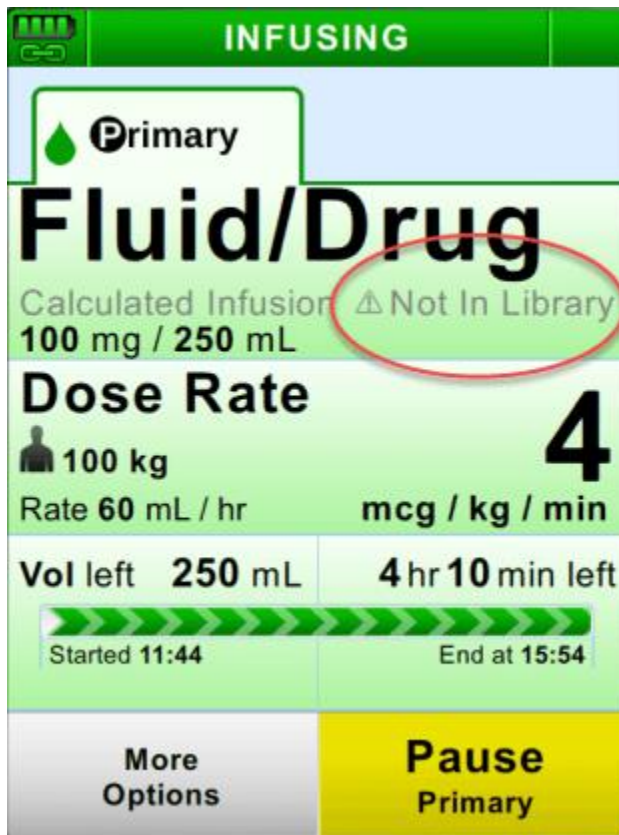 INFUSING
Primary
Fluid/Drug
Calculated Infusion ⚠ Not In Library
100 mg / 250 mL
Dose Rate
100 kg
4
Rate 60 mL / hr
mcg / kg / min
Vol left 250 mL
4 hr 10 min left
Started 11:44
End at 15:54
More
Options
Pause
Primary